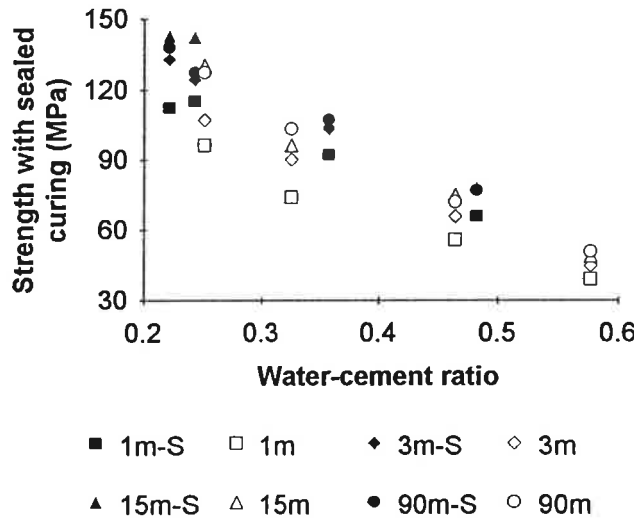 Strength with sealed
curing (MPa)
150
120
90
60
30
0.2 0.3 0.4 0.5 0.6
Water-cement ratio
1m-S 1m 3m-S 3m
15m-S 15m 90m-S 90m